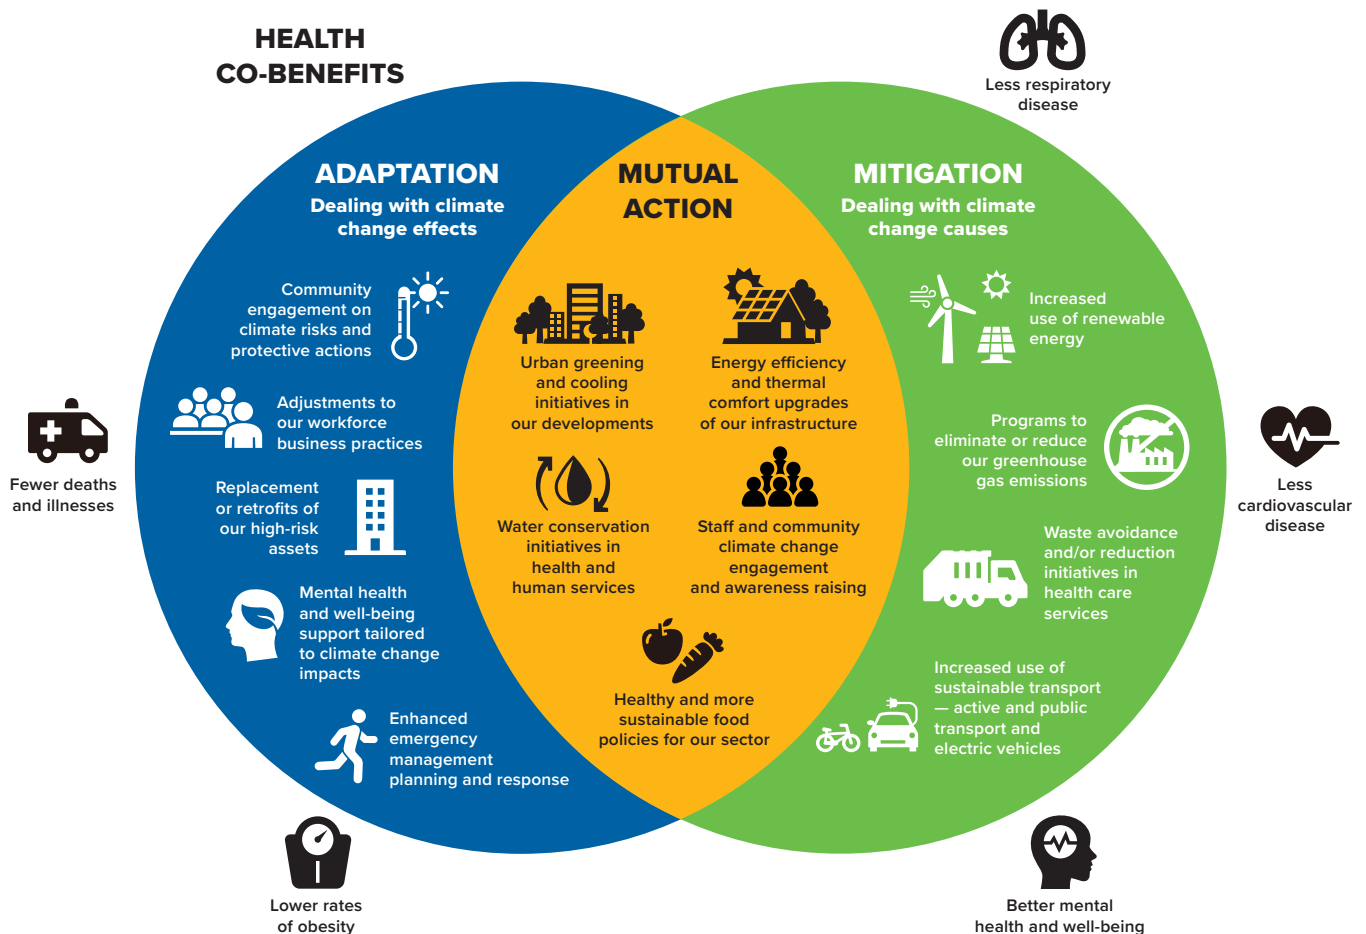 HEALTH
CO-BENEFITS
Less respiratory
disease
ADAPTATION
Dealing with climate
change effects
Community
engagement on
climate risks and
protective actions
Adjustments to
our workforce
business practices
Replacement
or retrofits of
our high-risk
assets
Mental health
and well-being
support tailored
to climate change
impacts
Enhanced
emergency
management
planning and response
MUTUAL
ACTION
Urban greening
and cooling
initiatives in
our developments
Energy efficiency
and thermal
comfort upgrades
of our infrastructure
Water conservation
initiatives in
health and
human services
Staff and community
climate change
engagement
and awareness raising
Healthy and more
sustainable food
policies for our sector
MITIGATION
Dealing with climate
change causes
Increased
use of renewable
energy
Programs to
eliminate or reduce
our greenhouse
gas emissions
Waste avoidance
and/or reduction
initiatives in
health care
services
Increased use of
sustainable transport
— active and public
transport and
electric vehicles
Fewer deaths
and illnesses
Less
cardiovascular
disease
Lower rates
of obesity
Better mental
health and well-being